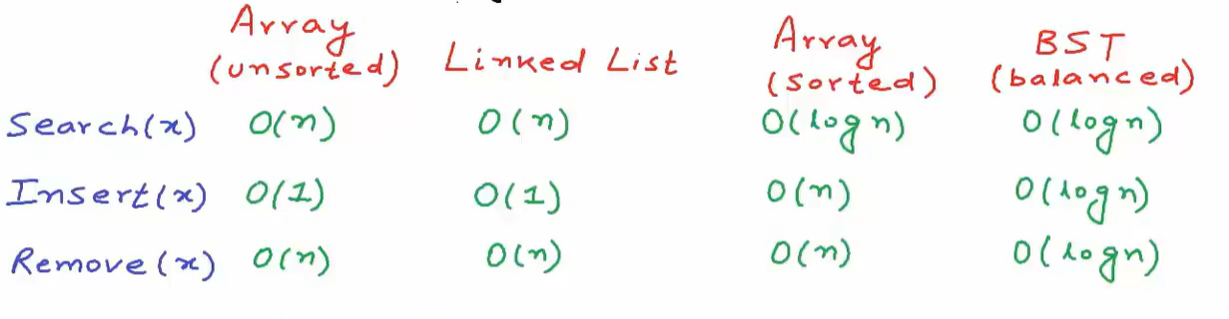 Array Linked List Array BST
(unsorted) (sorted) (balanced)
Search(x) O(n) O(n) O(log n) O(log n)
Insert(x) O(1) O(1) O(n) O(log n)
Remove(x) O(n) O(n) O(n) O(log n)